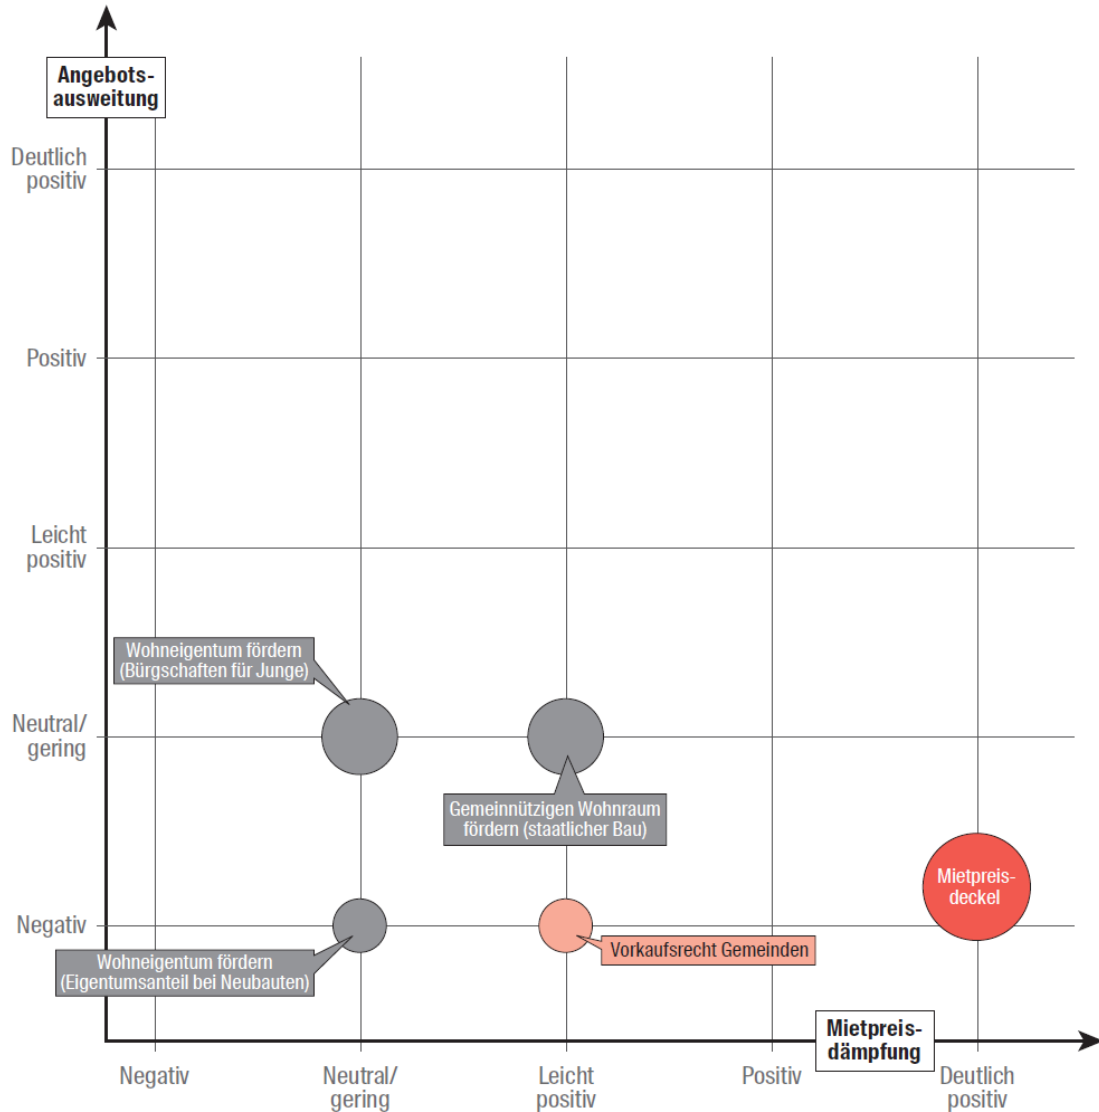 Angebots-
ausweitung
Deutlich
positiv
Positiv
Leicht
positiv
Wohneigentum fördern
(Bürgschaften für Junge)
Neutral/
gering
Gemeinnützigen Wohnraum
fördern (staatlicher Bau)
Mietpreis-
deckel
Negativ
Vorkaufsrecht Gemeinden
Wohneigentum fördern
(Eigentumsanteil bei Neubauten)
Mietpreis-
dämpfung
Negativ
Neutral/
gering
Leicht
positiv
Positiv
Deutlich
positiv